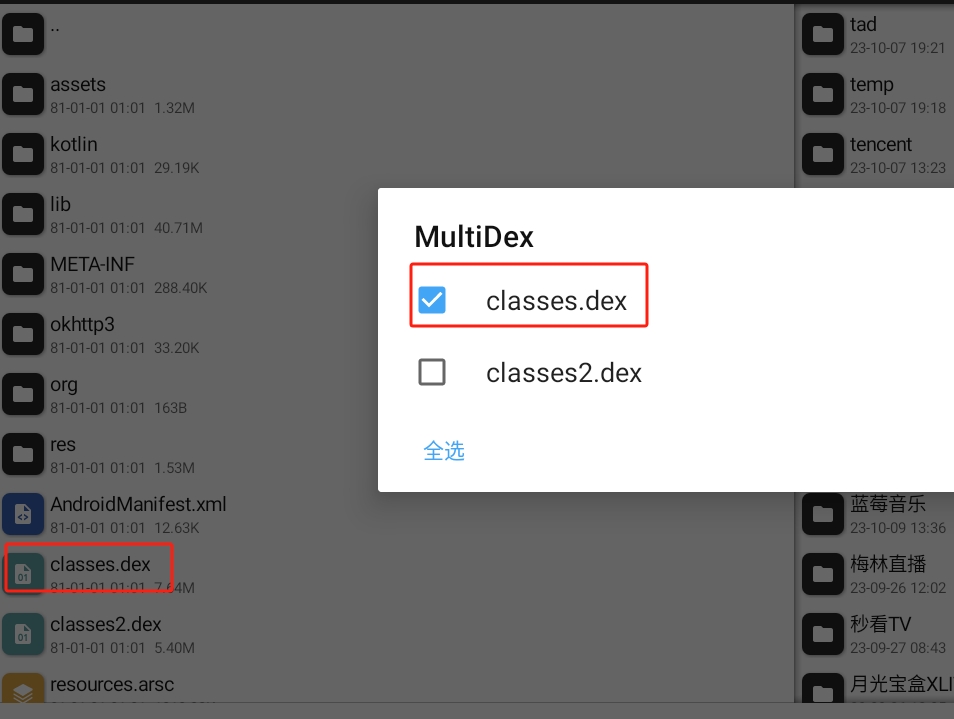 ..
assets
81-01-01 01:01 1.32M
kotlin
81-01-01 01:01 29.19K
lib
81-01-01 01:01 40.71M
META-INF
81-01-01 01:01 288.40K
okhttp3
81-01-01 01:01 33.20K
org
81-01-01 01:01 163B
res
81-01-01 01:01 1.53M
AndroidManifest.xml
81-01-01 01:01 12.63K
classes.dex
81-01-01 01:01 7.64M
classes2.dex
81-01-01 01:01 5.40M
resources.arsc
MultiDex
classes.dex
classes2.dex
全选
tad
23-10-07 19:21
temp
23-10-07 19:18
tencent
23-10-07 13:23
蓝莓音乐
23-10-09 13:36
梅林直播
23-09-26 12:02
秒看TV
23-09-27 08:43
月光宝盒XLI